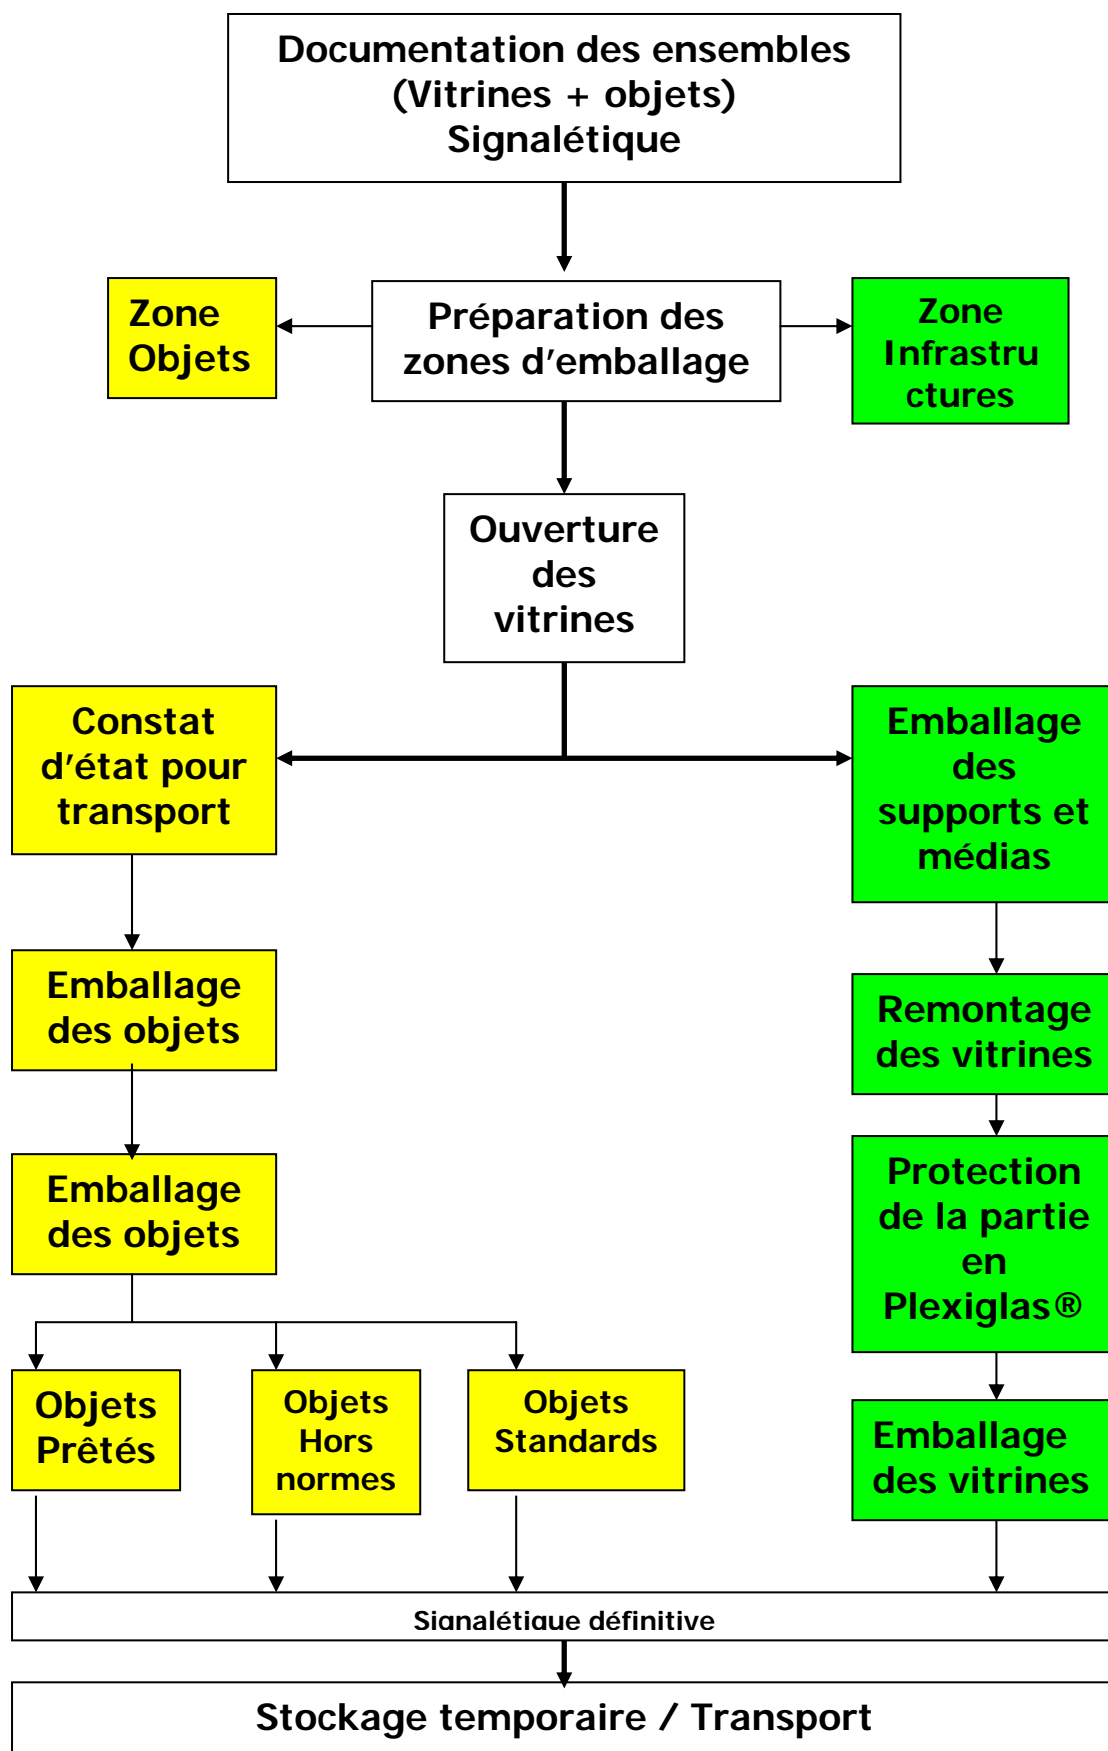 Documentation des ensembles
(Vitrines + objets)
Signalétique
Zone
Objets
Préparation des
zones d'emballage
Zone
Infrastru
ctures
Ouverture
des
vitrines
Constat
d’état pour
transport
Emballage
des
supports et
médias
Emballage
des objets
Remontage
des vitrines
Emballage
des objets
Protection
de la partie
en
Plexiglas®
Objets
Prêtés
Objets
Hors
normes
Objets
Standards
Emballage
des vitrines
Signalétique définitive
Stockage temporaire / Transport